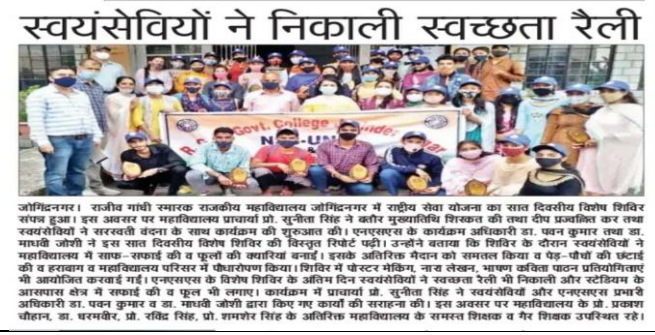 स्वयंसेवियों ने निकाली स्वच्छता रैली
Govt. College
जोगिंद्रनगर। राजीव गांधी स्मारक राजकीय महाविद्यालय जोगिंद्रनगर में राष्ट्रीय सेवा योजना का सात दिवसीय विशेष शिविर
संपन्न हुआ। इस अवसर पर महाविद्यालय प्राचार्या प्रो. सुनीता सिंह ने बतौर मुख्यातिथि शिरकत की तथा दीप प्रज्वलित कर तथा
स्वयंसेवियों ने सरस्वती वंदना के साथ कार्यक्रम की शुरुआत की। एनएसएस के कार्यक्रम अधिकारी डा. पवन कुमार तथा डा.
माधवी जोशी ने इस सात दिवसीय विशेष शिविर की विस्तृत रिपोर्ट पढ़ी। उन्होंने बताया कि शिविर के दौरान स्वयंसेवियों ने
महाविद्यालय में साफ-सफाई की व फूलों की क्यारियां बनाईं। इसके अतिरिक्त मैदान को समतल किया व पेड़-पौधों की छंटाई
की व हराबाग व महाविद्यालय परिसर में पौधारोपण किया। शिविर में पोस्टर मेकिंग, नारा लेखन, भाषण कविता पाठन प्रतियोगिताएं
भी आयोजित करवाई गईं। एनएसएस के विशेष शिविर के अंतिम दिन स्वयंसेवियों ने स्वच्छता रैली भी निकाली और स्टेडियम के
आसपास क्षेत्र में सफाई की व फूल भी लगाए। कार्यक्रम में प्राचार्या प्रो. सुनीता सिंह ने स्वयंसेवियों और एनएसएस प्रभारी
अधिकारी डा. पवन कुमार व डा. माधवी जोशी द्वारा किए गए कार्यों की सराहना की। इस अवसर पर महाविद्यालय के प्रो. प्रकाश
चौहान, डा. धरमवीर, प्रो. रविंद्र सिंह, प्रो. शमशेर सिंह के अतिरिक्त महाविद्यालय के समस्त शिक्षक व गैर शिक्षक उपस्थित रहे।